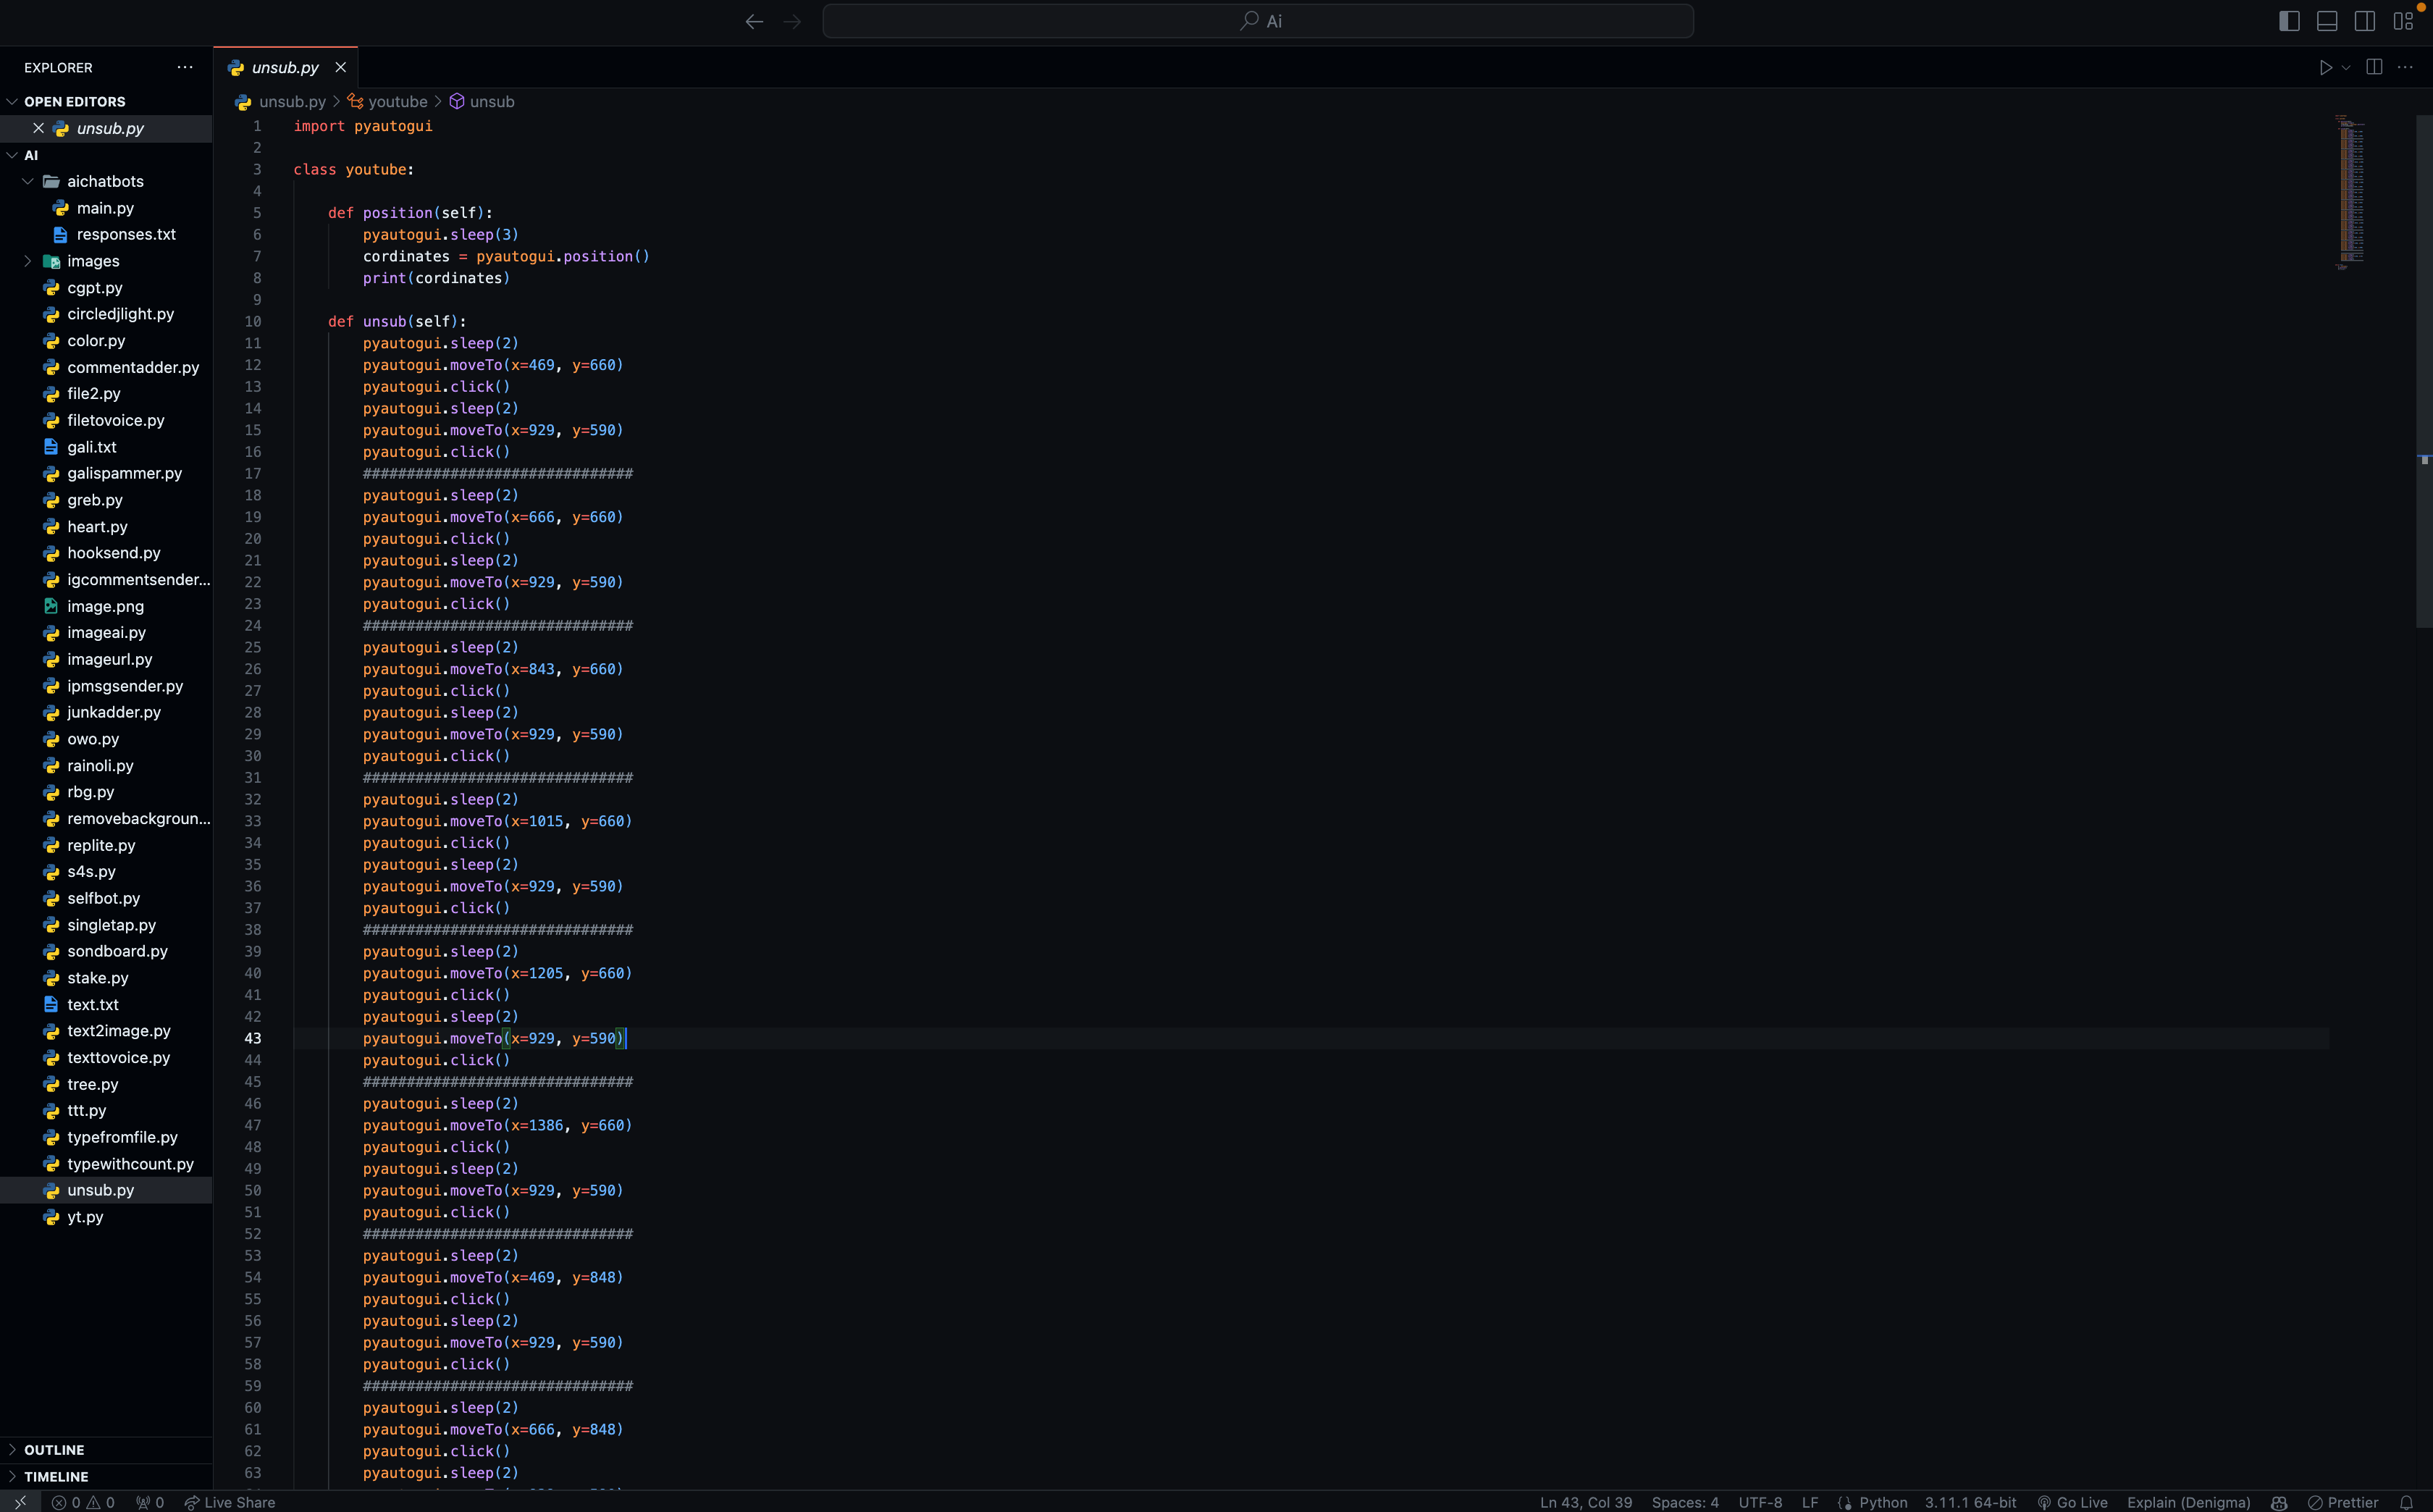 Ai
EXPLORER
unsub.py
OPEN EDITORS
unsub.py
AI
aichatbots
main.py
responses.txt
images
cgpt.py
circledjlight.py
color.py
commentadder.py
file2.py
filetovoice.py
gali.txt
galispammer.py
greb.py
heart.py
hooksend.py
igcommentsender...
image.png
imageai.py
imageurl.py
ipmsgsender.py
junkadder.py
owo.py
rainoli.py
rbg.py
removebackgroun...
replite.py
s4s.py
selfbot.py
singletap.py
sondboard.py
stake.py
text.txt
text2image.py
texttovoice.py
tree.py
ttt.py
typefromfile.py
typewithcount.py
unsub.py
yt.py
OUTLINE
TIMELINE
unsub.py > youtube > unsub
1 import pyautogui
2
3 class youtube:
4
5 def position(self):
6 pyautogui.sleep(3)
7 cordinates = pyautogui.position()
8 print(cordinates)
9
10 def unsub(self):
11 pyautogui.sleep(2)
12 pyautogui.moveTo(x=469, y=660)
13 pyautogui.click()
14 pyautogui.sleep(2)
15 pyautogui.moveTo(x=929, y=590)
16 pyautogui.click()
17 ###############################
18 pyautogui.sleep(2)
19 pyautogui.moveTo(x=666, y=660)
20 pyautogui.click()
21 pyautogui.sleep(2)
22 pyautogui.moveTo(x=929, y=590)
23 pyautogui.click()
24 ###############################
25 pyautogui.sleep(2)
26 pyautogui.moveTo(x=843, y=660)
27 pyautogui.click()
28 pyautogui.sleep(2)
29 pyautogui.moveTo(x=929, y=590)
30 pyautogui.click()
31 ###############################
32 pyautogui.sleep(2)
33 pyautogui.moveTo(x=1015, y=660)
34 pyautogui.click()
35 pyautogui.sleep(2)
36 pyautogui.moveTo(x=929, y=590)
37 pyautogui.click()
38 ###############################
39 pyautogui.sleep(2)
40 pyautogui.moveTo(x=1205, y=660)
41 pyautogui.click()
42 pyautogui.sleep(2)
43 pyautogui.moveTo(x=929, y=590)
44 pyautogui.click()
45 ###############################
46 pyautogui.sleep(2)
47 pyautogui.moveTo(x=1386, y=660)
48 pyautogui.click()
49 pyautogui.sleep(2)
50 pyautogui.moveTo(x=929, y=590)
51 pyautogui.click()
52 ###############################
53 pyautogui.sleep(2)
54 pyautogui.moveTo(x=469, y=848)
55 pyautogui.click()
56 pyautogui.sleep(2)
57 pyautogui.moveTo(x=929, y=590)
58 pyautogui.click()
59 ###############################
60 pyautogui.sleep(2)
61 pyautogui.moveTo(x=666, y=848)
62 pyautogui.click()
63 pyautogui.sleep(2)
0 0 0 Live Share Ln 43, Col 39 Spaces: 4 UTF-8 LF Python 3.11.1 64-bit Go Live Explain (Denigma) Prettier